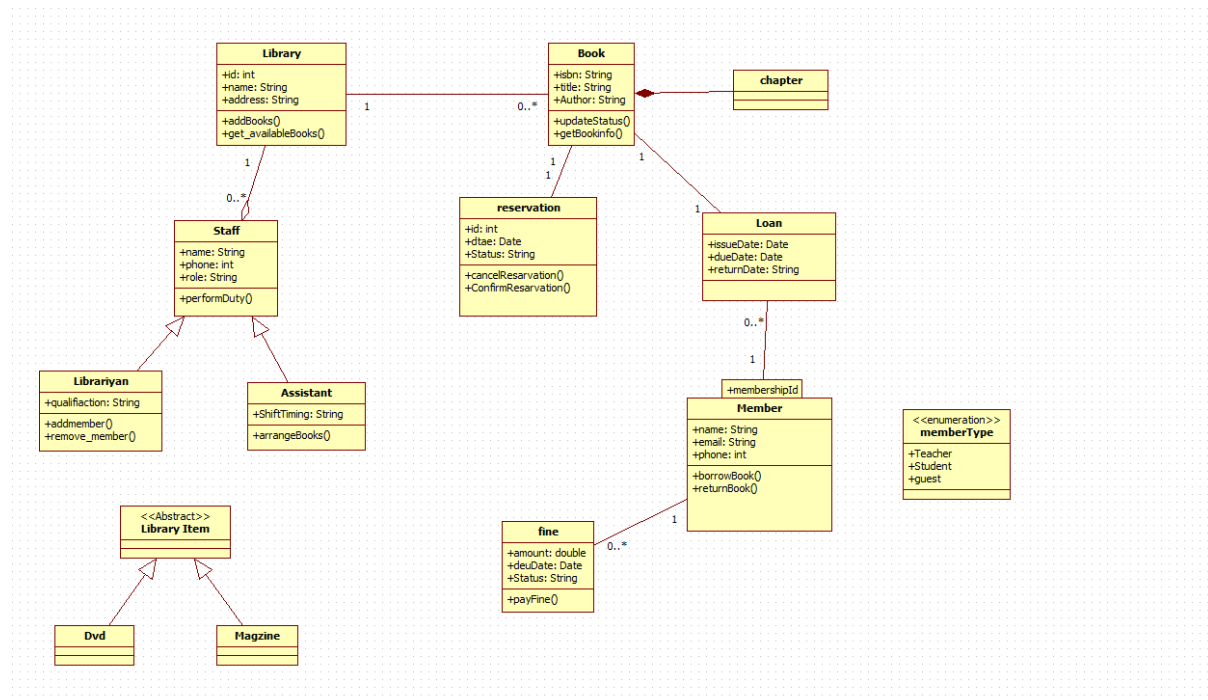 Library
+id: int
+name: String
+address: String
+addBooks()
+get_availableBooks()
1
0..*
Book
+isbn: String
+title: String
+Author: String
+updateStatus()
+getBookinfo()
chapter
1
0..*
1
1
1
1
Staff
+name: String
+phone: int
+role: String
+performDuty()
reservation
+id: int
+dtae: Date
+Status: String
+cancelResarvation()
+ConfirmResarvation()
Loan
+issueDate: Date
+dueDate: Date
+returnDate: String
0..*
1
Librariyan
+qualifiaction: String
+addmember()
+remove_member()
Assistant
+ShiftTiming: String
+arrangeBooks()
+membershipId
Member
+name: String
+email: String
+phone: int
+borrowBook()
+returnBook()
<<enumeration>>
memberType
+Teacher
+Student
+guest
1
0..*
<<Abstract>>
Library Item
fine
+amount: double
+deuDate: Date
+Status: String
+payFine()
Dvd
Magzine